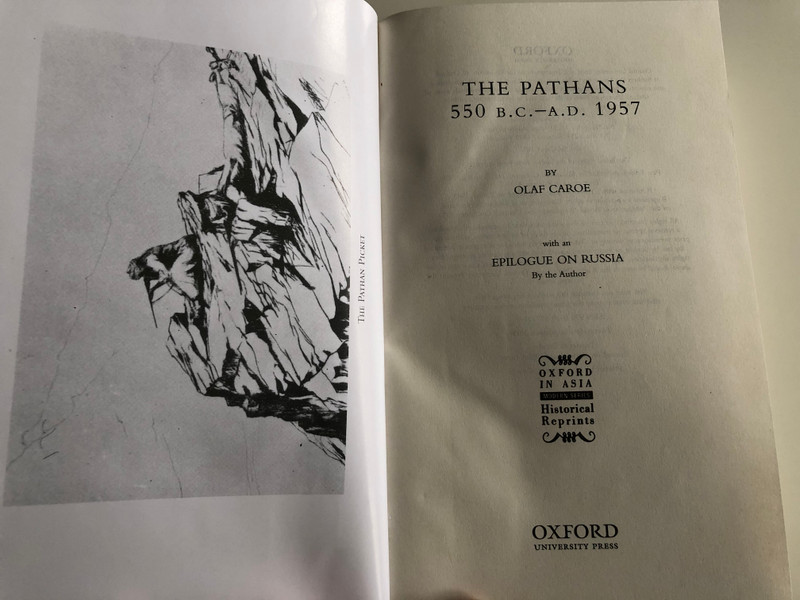 THE PATHAN PICKET
THE PATHANS
550 B.C.–A.D. 1957
BY
OLAF CAROE
with an
EPILOGUE ON RUSSIA
By the Author
OXFORD
IN ASIA
Historical
Reprints
OXFORD
UNIVERSITY PRESS